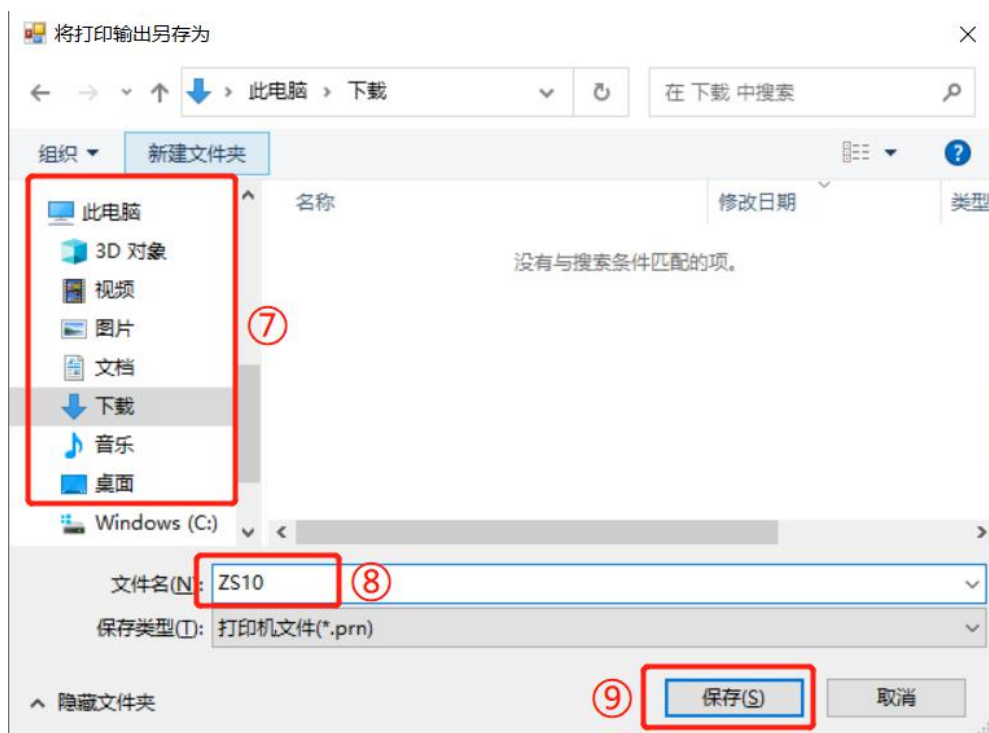 将打印输出另存为
此电脑 › 下载
在 下载 中搜索
组织 新建文件夹
名称 修改日期 类型
没有与搜索条件匹配的项。
此电脑
3D 对象
视频
图片
文档
下载
音乐
桌面
Windows (C:)
⑦
文件名(N): ZS10
⑧
保存类型(T): 打印机文件(*.prn)
隐藏文件夹
⑨
保存(S) 取消